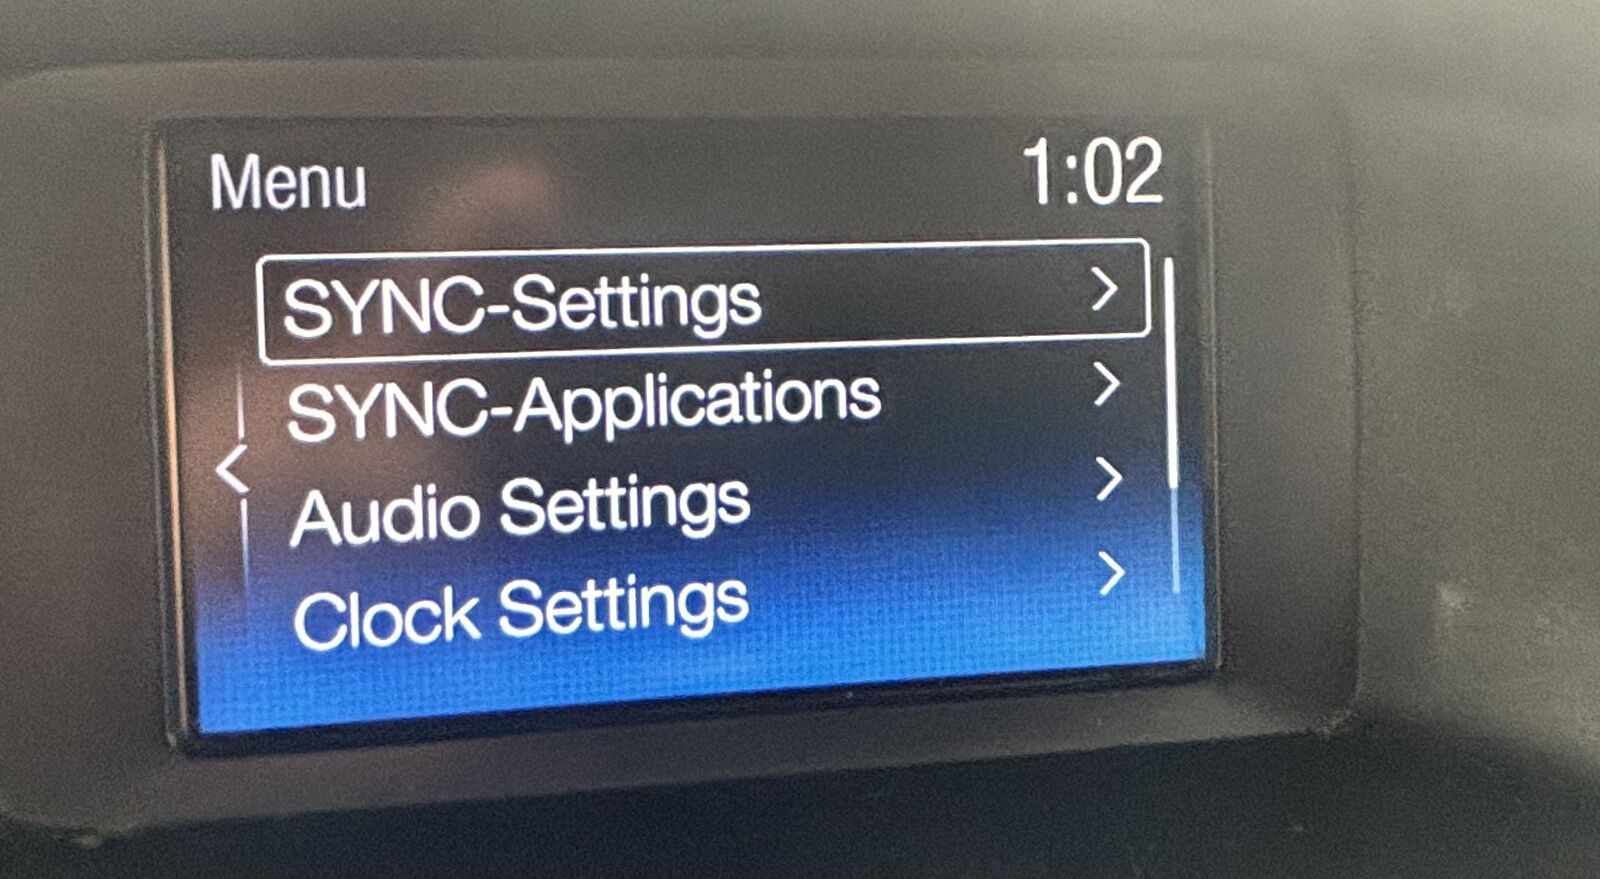 Menu 1:02
SYNC-Settings
SYNC-Applications
Audio Settings
Clock Settings